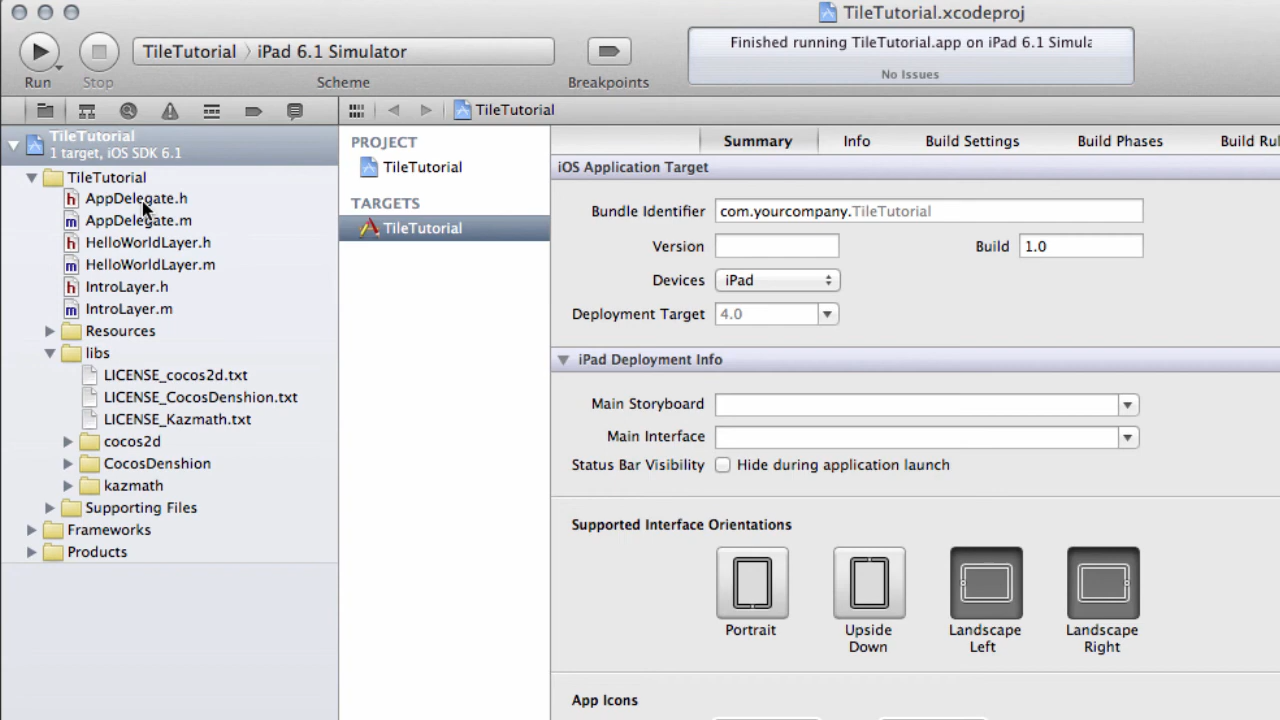 TileTutorial.xcodeproj
TileTutorial iPad 6.1 Simulator
Finished running TileTutorial.app on iPad 6.1 Simula
No Issues
Run Stop Scheme Breakpoints
TileTutorial
TileTutorial
1 target, iOS SDK 6.1
TileTutorial
AppDelegate.h
AppDelegate.m
HelloWorldLayer.h
HelloWorldLayer.m
IntroLayer.h
IntroLayer.m
Resources
libs
LICENSE_cocos2d.txt
LICENSE_CocosDenshion.txt
LICENSE_Kazmath.txt
cocos2d
CocosDenshion
kazmath
Supporting Files
Frameworks
Products
PROJECT
TileTutorial
TARGETS
TileTutorial
Summary Info Build Settings Build Phases Build Rul
iOS Application Target
Bundle Identifier com.yourcompany.TileTutorial
Version Build 1.0
Devices iPad
Deployment Target 4.0
iPad Deployment Info
Main Storyboard
Main Interface
Status Bar Visibility Hide during application launch
Supported Interface Orientations
Portrait
Upside Down
Landscape Left
Landscape Right
App Icons